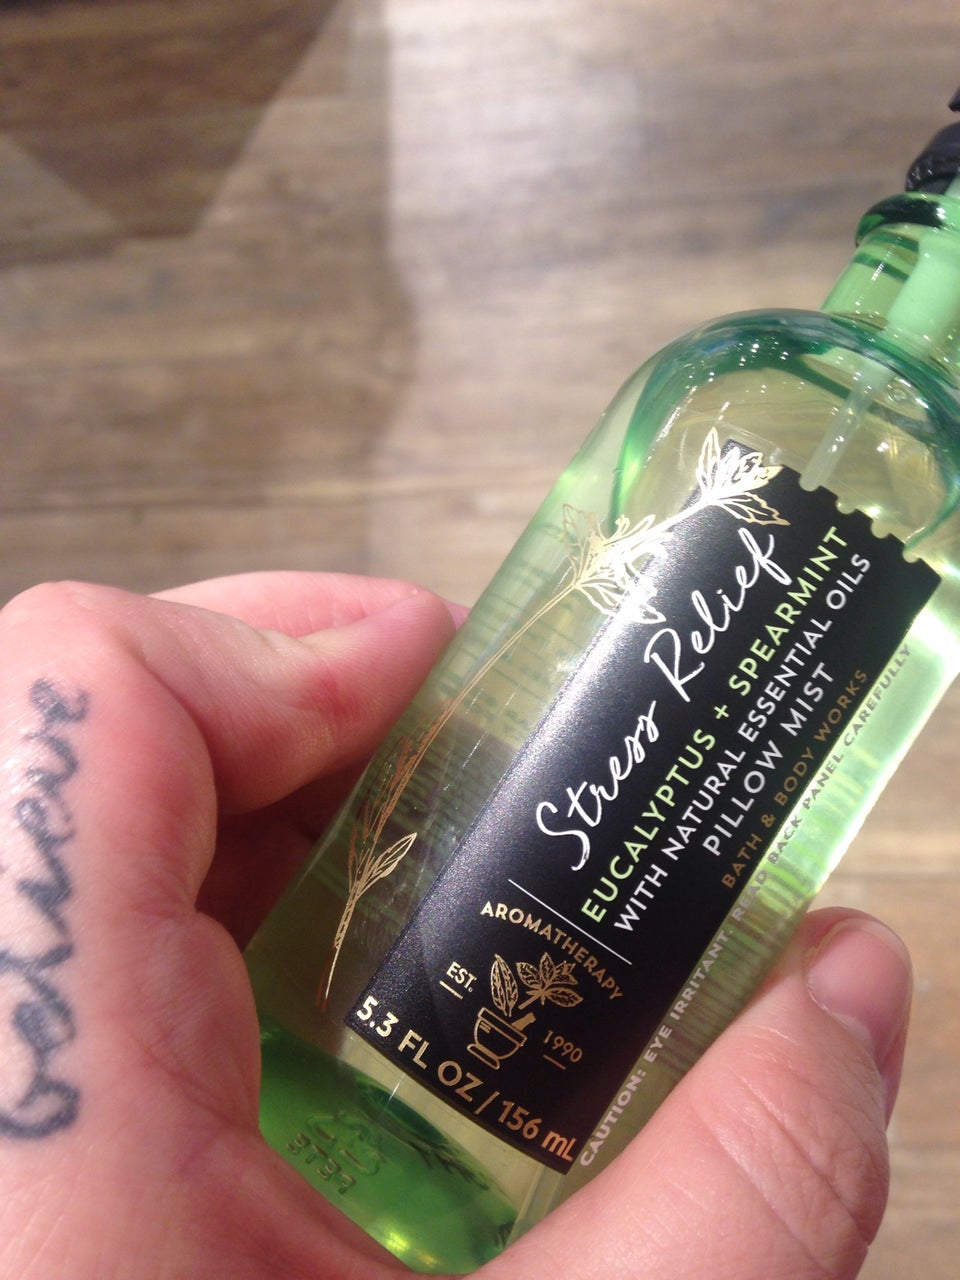 Stress Relief
EUCALYPTUS + SPEARMINT
WITH NATURAL ESSENTIAL OILS
PILLOW MIST
BATH & BODY WORKS
AROMATHERAPY
EST. 1990
5.3 FL OZ / 156 mL
CAUTION: EYE IRRITANT. READ BACK PANEL CAREFULLY
believe